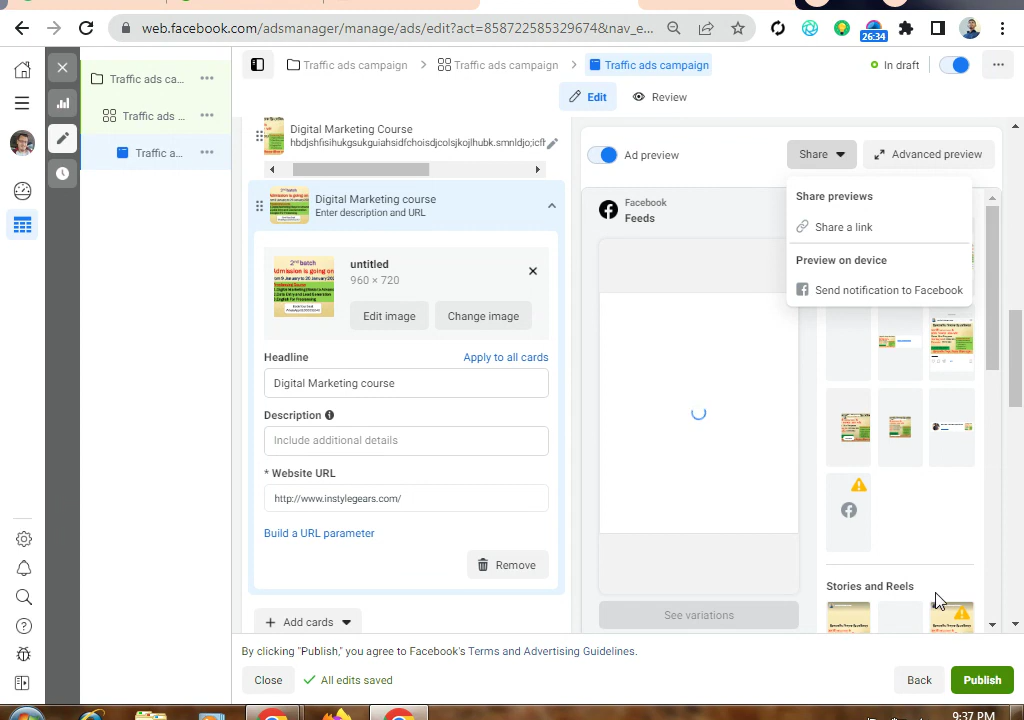 web.facebook.com/adsmanager/manage/ads/edit?act=858722585329674&nav_e...
26:34
Traffic ads ca...
Traffic ads ...
Traffic a...
Traffic ads campaign
Traffic ads campaign
Traffic ads campaign
In draft
Edit
Review
Digital Marketing Course
Digital Marketing course
Enter description and URL
untitled
960 × 720
Edit image
Change image
Headline
Apply to all cards
Digital Marketing course
Description
Include additional details
* Website URL
http://www.instylegears.com/
Build a URL parameter
Remove
+ Add cards
Ad preview
Share
Advanced preview
Facebook
Feeds
Share previews
Share a link
Preview on device
Send notification to Facebook
See variations
Stories and Reels
By clicking "Publish," you agree to Facebook's Terms and Advertising Guidelines.
Close
All edits saved
Back
Publish
9:37 PM